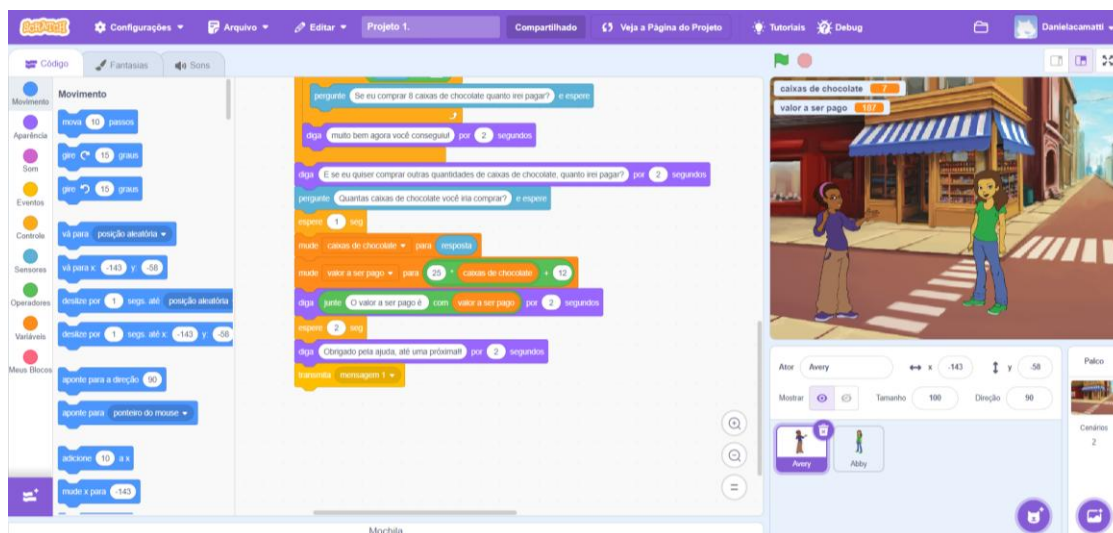 SCRATCH Configurações Arquivo Editar Projeto 1. Compartilhado Veja a Página do Projeto Tutoriais Debug Danielacamatti
Código Fantasias Sons
Movimento
Aparência
Som
Eventos
Controle
Sensores
Operadores
Variáveis
Meus Blocos
Movimento
mova 10 passos
gire 15 graus
gire 15 graus
vá para posição aleatória
vá para x: -143 y: -58
deslize por 1 segs. até posição aleatória
deslize por 1 segs. até x: -143 y: -58
aponte para a direção 90
aponte para ponteiro do mouse
adicione 10 a x
mude x para -143
pergunte Se eu comprar 8 caixas de chocolate quanto irei pagar? e espere
diga muito bem agora você conseguiu! por 2 segundos
diga E se eu quiser comprar outras quantidades de caixas de chocolate, quanto irei pagar? por 2 segundos
pergunte Quantas caixas de chocolate você iria comprar? e espere
espere 1 seg
mude caixas de chocolate para resposta
mude valor a ser pago para 25 * caixas de chocolate + 12
diga junte O valor a ser pago é com valor a ser pago por 2 segundos
espere 2 seg
diga Obrigado pela ajuda, até uma próxima!! por 2 segundos
transmita mensagem 1
Mochila
caixas de chocolate 7
valor a ser pago 187
Ator Avery x -143 y -58
Mostrar Tamanho 100 Direção 90
Avery
Abby
Palco
Cenários
2